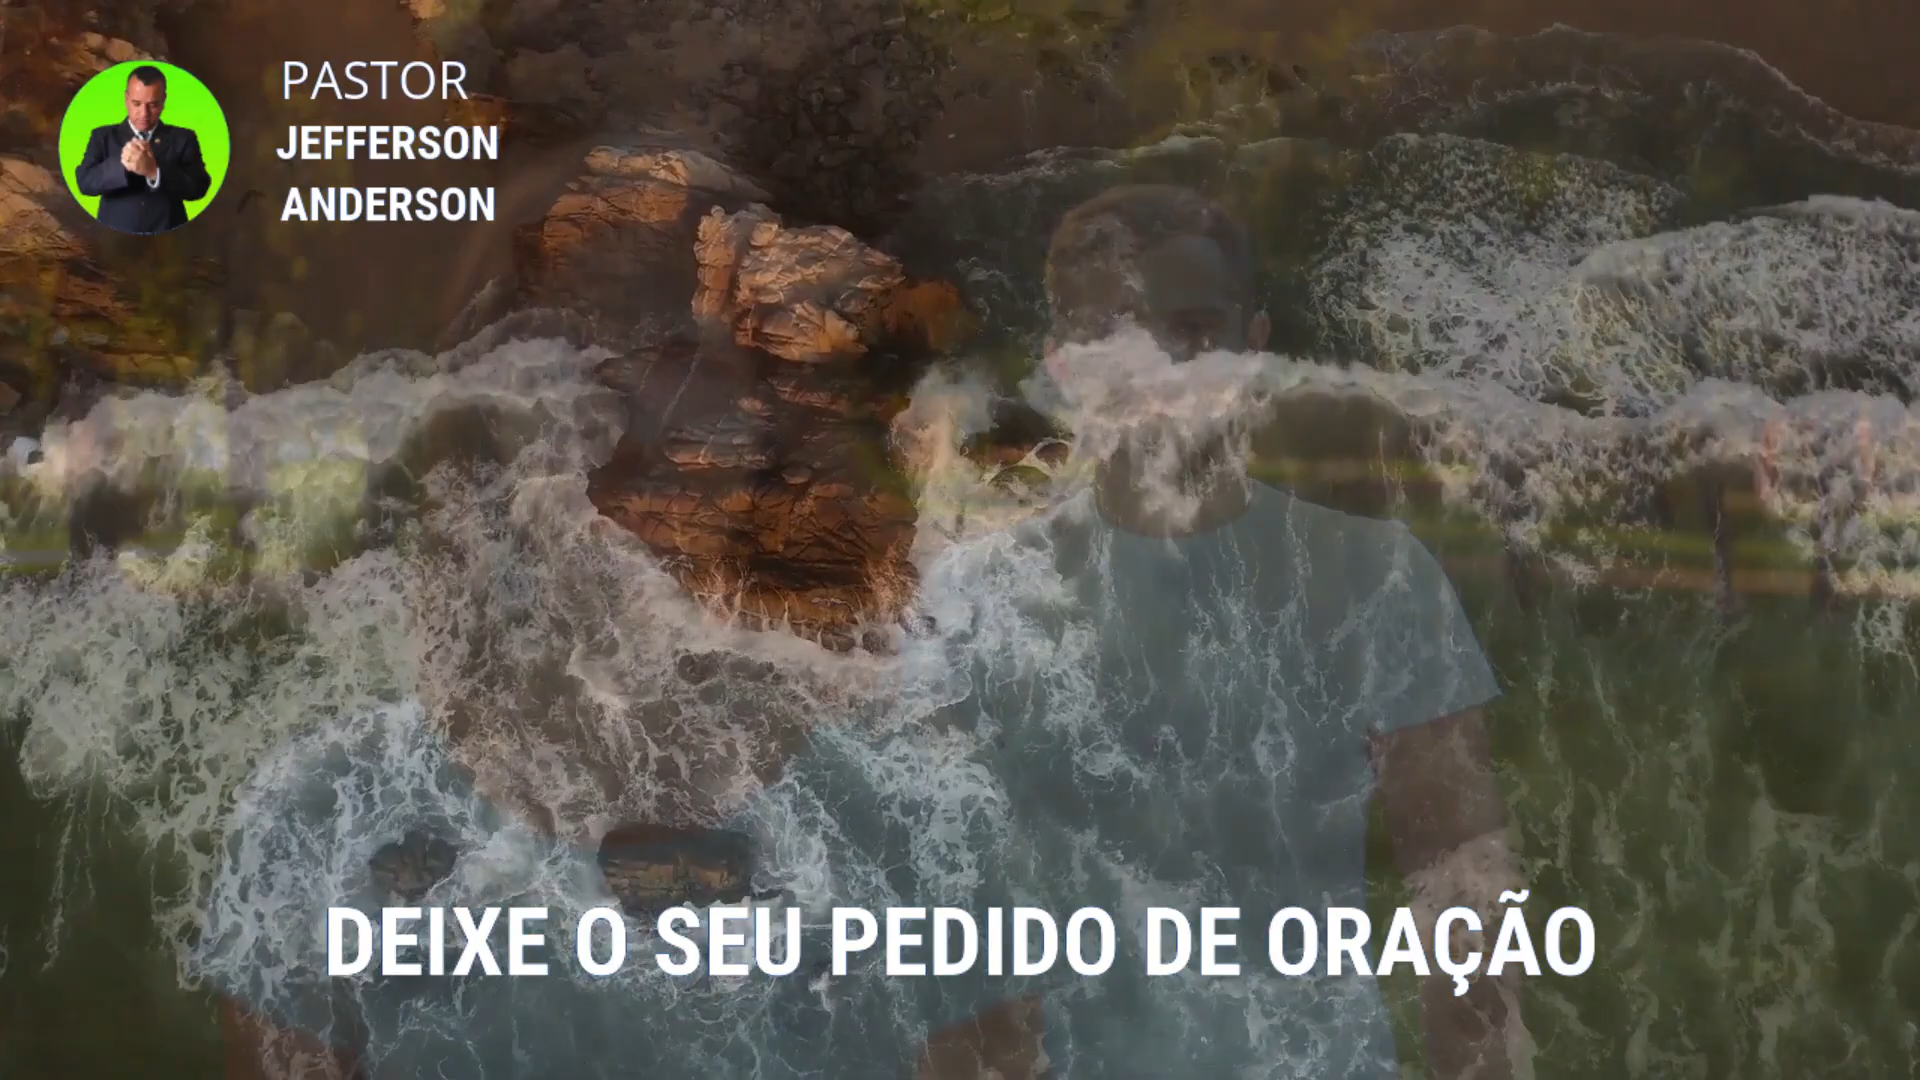 PASTOR
JEFFERSON
ANDERSON
DEIXE O SEU PEDIDO DE ORAÇÃO